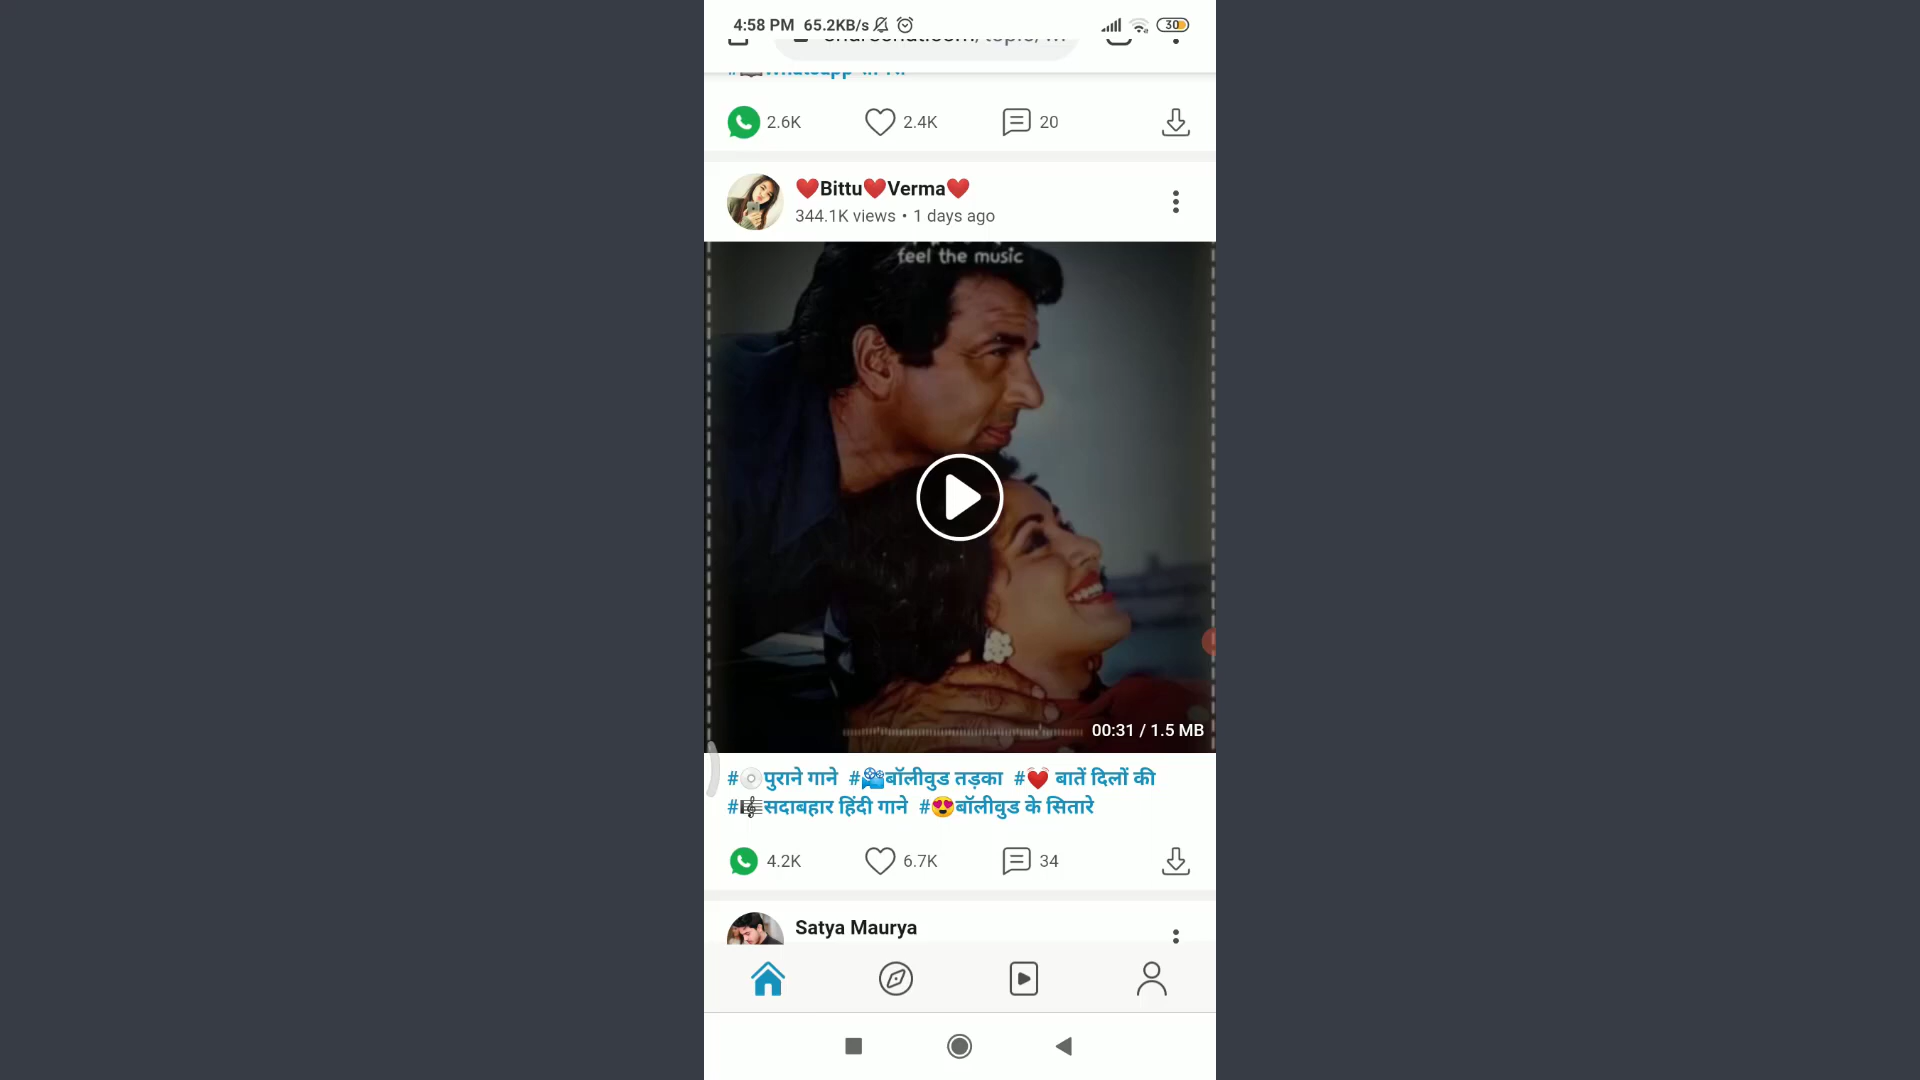 4:58 PM 65.2KB/s 30
2.6K 2.4K 20
❤️Bittu❤️Verma❤️
344.1K views • 1 days ago
feel the music
00:31 / 1.5 MB
#💿पुराने गाने #🎦बॉलीवुड तड़का #💓 बातें दिलों की
#🎼सदाबहार हिंदी गाने #😍बॉलीवुड के सितारे
4.2K 6.7K 34
Satya Maurya